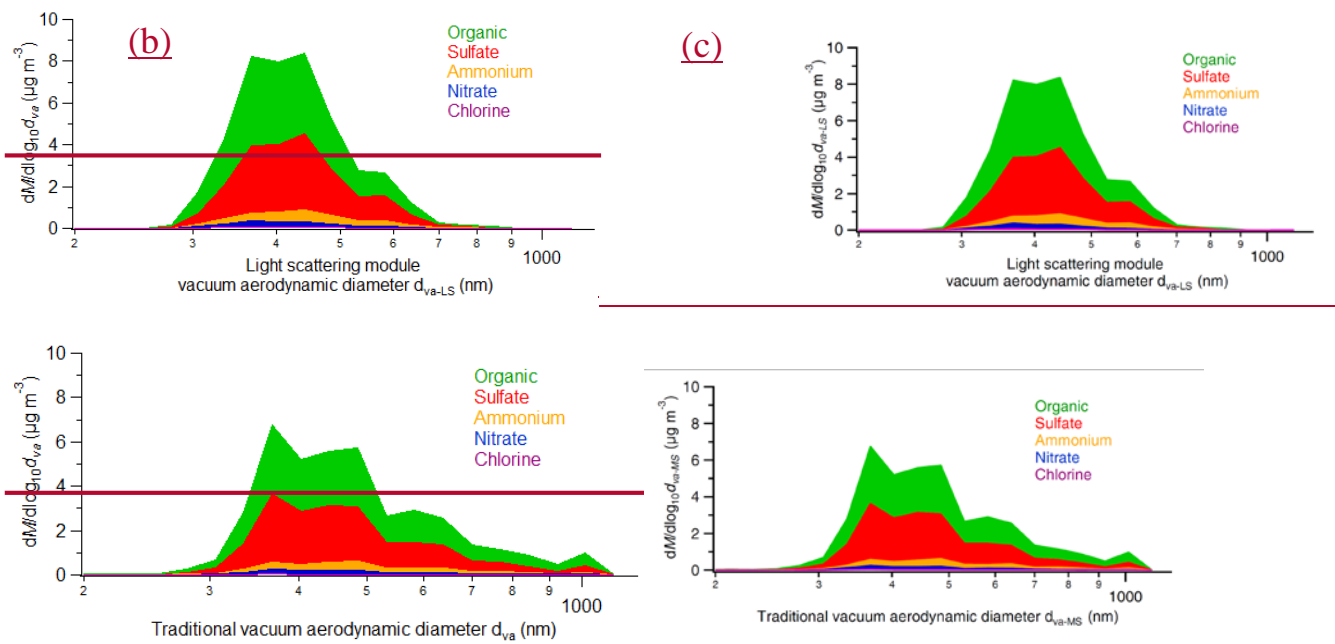 (b)
10
8
6
4
2
0
dM/dlog₁₀dva (µg m⁻³)
Organic
Sulfate
Ammonium
Nitrate
Chlorine
2 3 4 5 6 7 8 9
1000
Light scattering module
vacuum aerodynamic diameter dva-LS (nm)
(c)
10
8
6
4
2
0
dM/dlog₁₀dva-LS (µg m⁻³)
Organic
Sulfate
Ammonium
Nitrate
Chlorine
2 3 4 5 6 7 8 9
1000
Light scattering module
vacuum aerodynamic diameter dva-LS (nm)
10
8
6
4
2
0
dM/dlog₁₀dva (µg m⁻³)
Organic
Sulfate
Ammonium
Nitrate
Chlorine
2 3 4 5 6 7 8 9
1000
Traditional vacuum aerodynamic diameter dva (nm)
10
8
6
4
2
0
dM/dlog₁₀dva-MS (µg m⁻³)
Organic
Sulfate
Ammonium
Nitrate
Chlorine
2 3 4 5 6 7 8 9
1000
Traditional vacuum aerodynamic diameter dva-MS (nm)